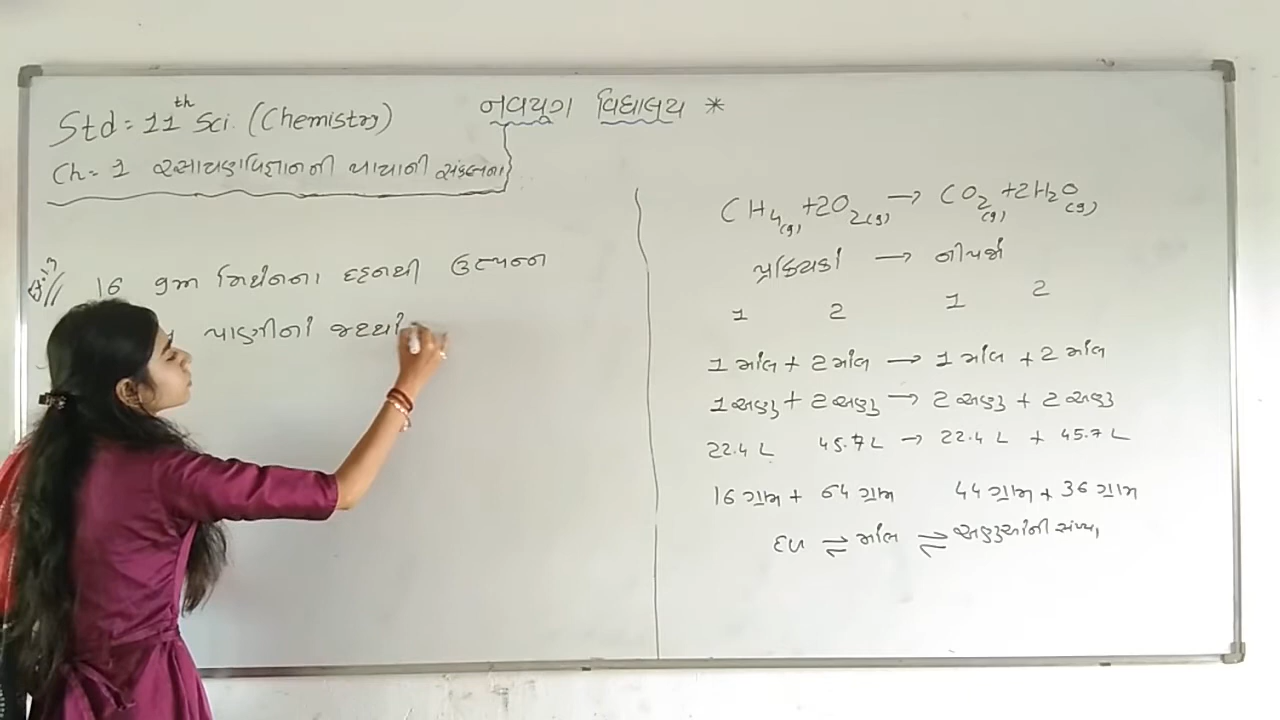 Std = 11th Sci. (Chemistry)
નવયુગ વિદ્યાલય *
Ch = 1 રસાયણવિજ્ઞાનની પાયાની સંકલ્પના
16 ગ્રામ મિથેનના દહનથી ઉત્પન્ન
પાણીનાં જથ્થાં
CH4(g) + 2O2(g) → CO2(g) + 2H2O(g)
પ્રક્રિયકો → નીપજો
1 2 1 2
1 મોલ + 2 મોલ → 1 મોલ + 2 મોલ
1 અણુ + 2 અણુ → 2 અણુ + 2 અણુ
22.4 L 45.7 L → 22.4 L + 45.7 L
16 ગ્રામ + 64 ગ્રામ 44 ગ્રામ + 36 ગ્રામ
દળ ⇌ મોલ ⇌ અણુઓની સંખ્યા